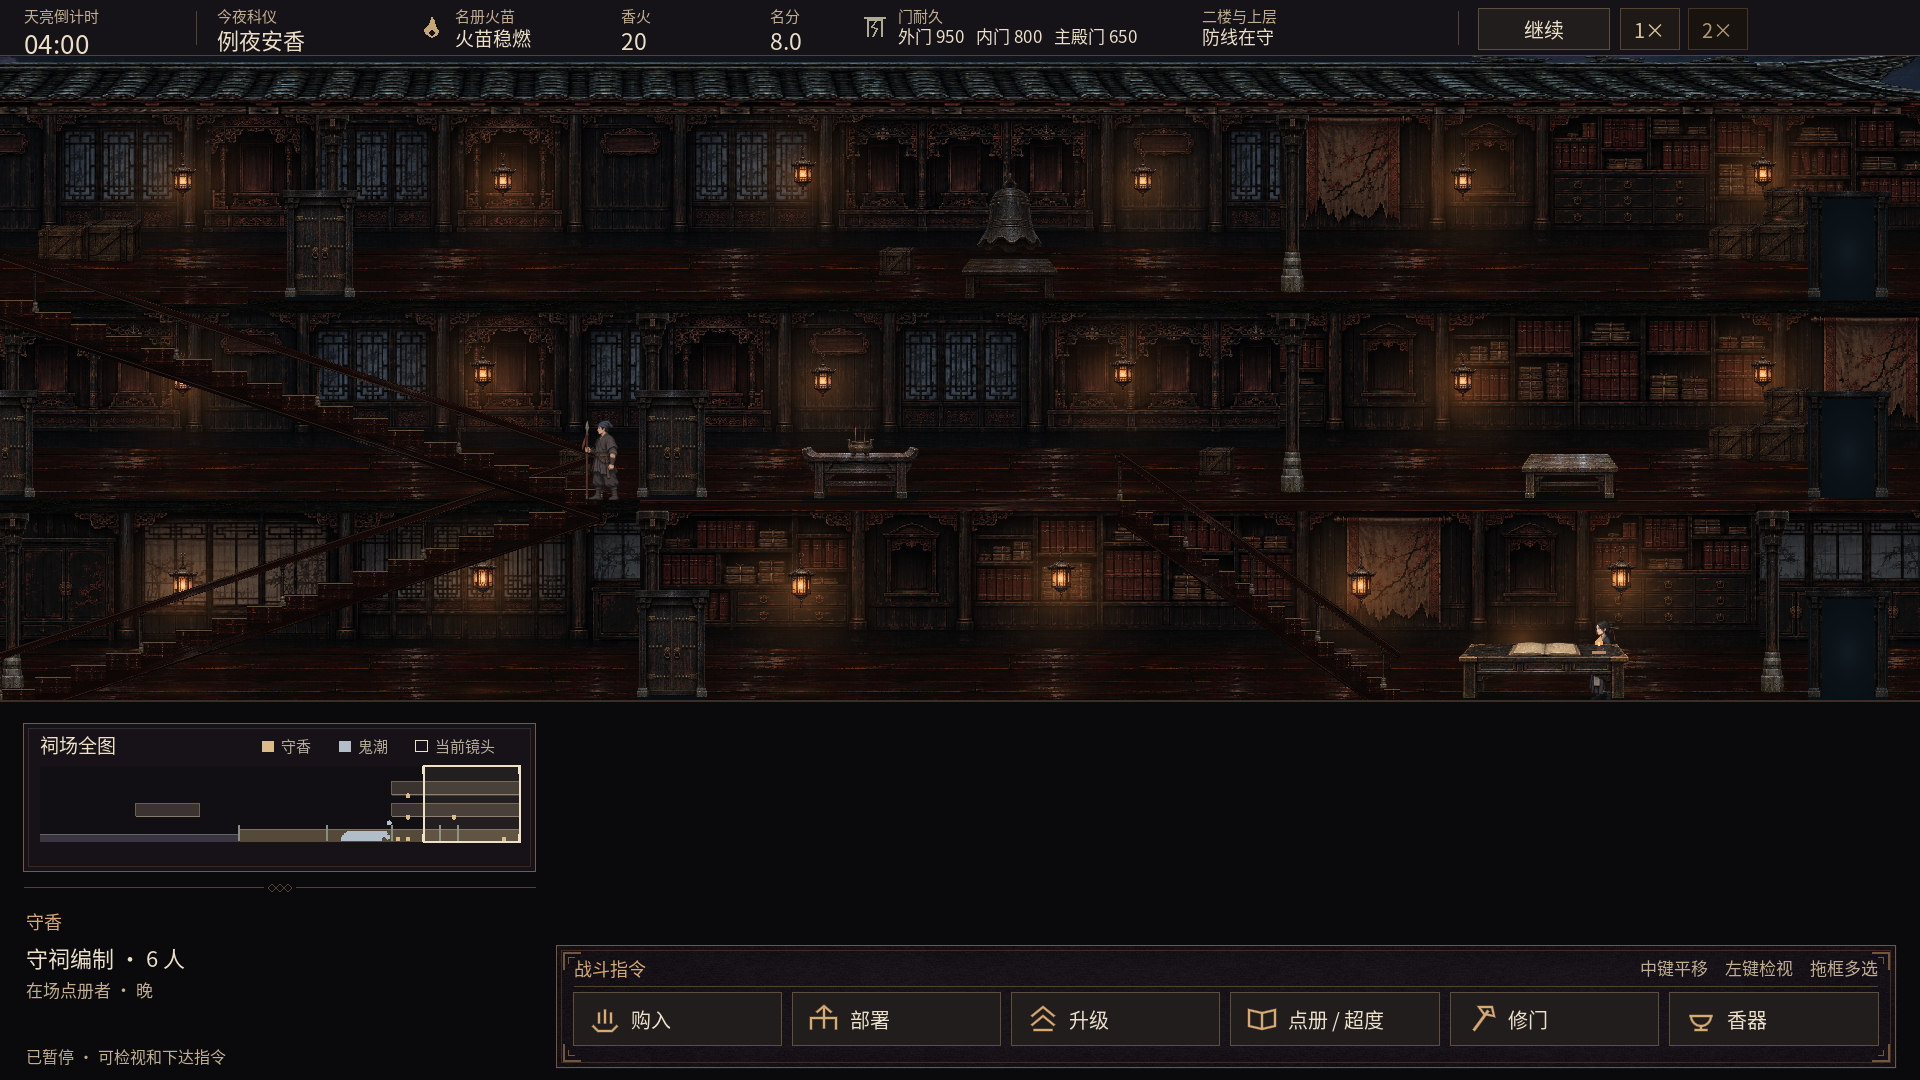 天亮倒计时
04:00
今夜科仪
例夜安香
名册火苗
火苗稳燃
香火
20
名分
8.0
门耐久
外门 950 内门 800 主殿门 650
二楼与上层
防线在守
继续
1×
2×
祠场全图
守香
鬼潮
当前镜头
守香
守祠编制 · 6 人
在场点册者 · 晚
已暂停 · 可检视和下达指令
战斗指令
中键平移 左键检视 拖框多选
购入
部署
升级
点册 / 超度
修门
香器